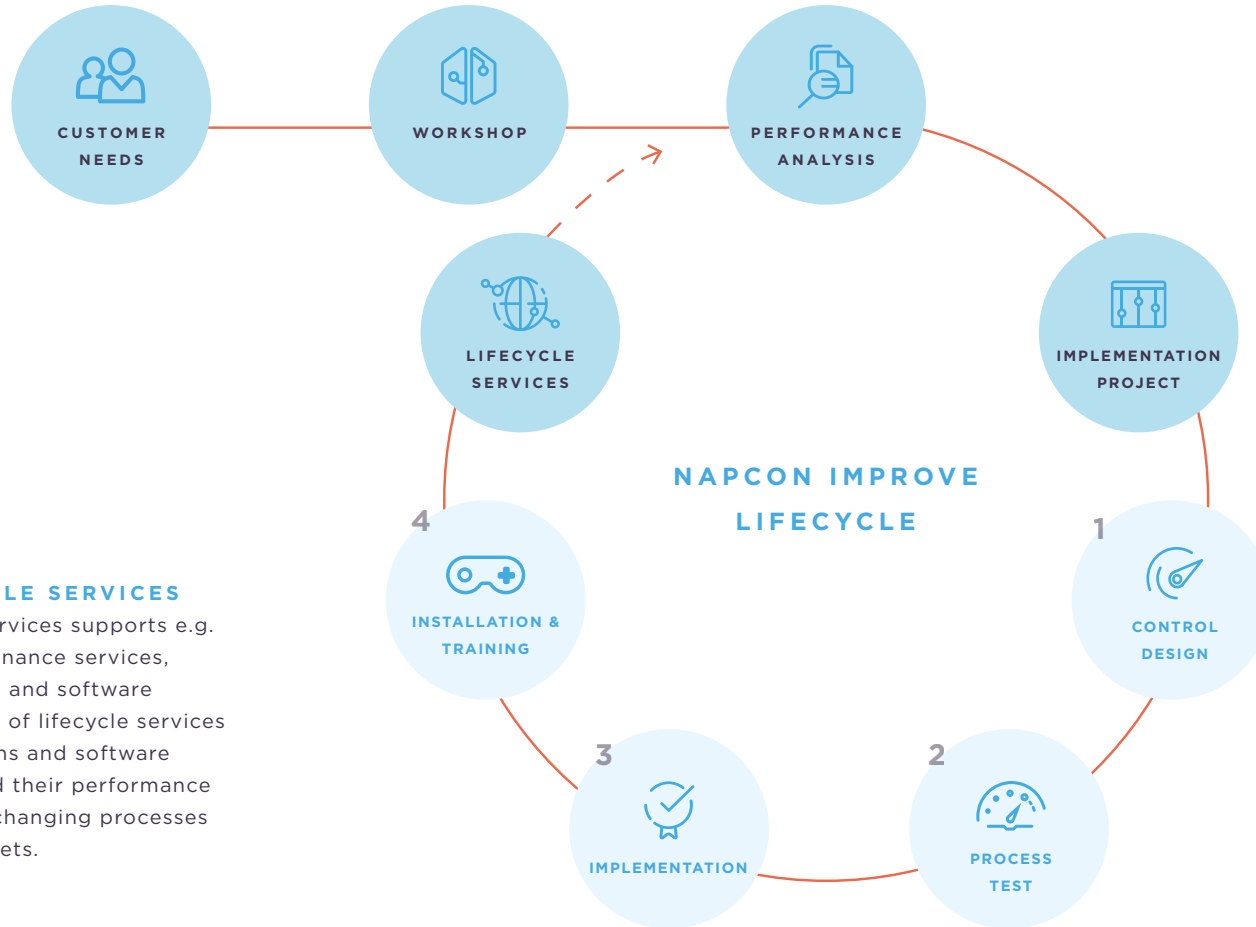 CUSTOMER
NEEDS
WORKSHOP
PERFORMANCE
ANALYSIS
LIFECYCLE
SERVICES
IMPLEMENTATION
PROJECT
NAPCON IMPROVE
LIFECYCLE
1
CONTROL
DESIGN
2
PROCESS
TEST
3
IMPLEMENTATION
4
INSTALLATION &
TRAINING
LE SERVICES
rvices supports e.g.
nance services,
and software
of lifecycle services
ns and software
d their performance
changing processes
ets.